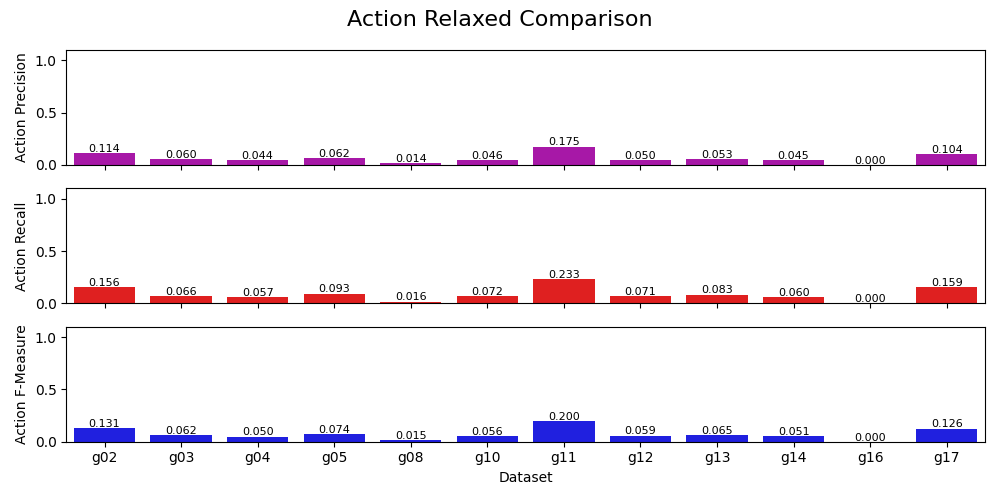 Action Relaxed Comparison
Action Precision
1.0
0.5
0.0
0.114 0.060 0.044 0.062 0.014 0.046 0.175 0.050 0.053 0.045 0.000 0.104
Action Recall
1.0
0.5
0.0
0.156 0.066 0.057 0.093 0.016 0.072 0.233 0.071 0.083 0.060 0.000 0.159
Action F-Measure
1.0
0.5
0.0
0.131 0.062 0.050 0.074 0.015 0.056 0.200 0.059 0.065 0.051 0.000 0.126
g02 g03 g04 g05 g08 g10 g11 g12 g13 g14 g16 g17
Dataset